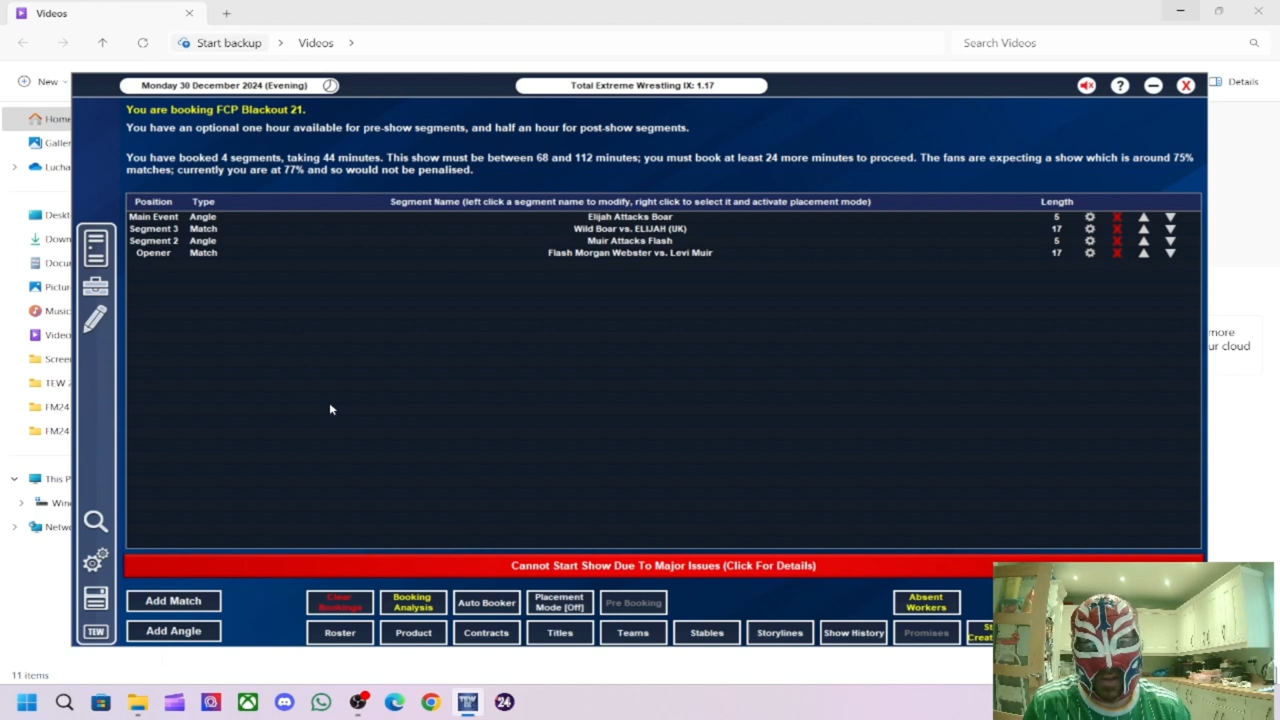 Videos
Start backup
Videos
Search Videos
New
Details
Monday 30 December 2024 (Evening)
Total Extreme Wrestling IX: 1.17
?
X
You are booking FCP Blackout 21.
You have an optional one hour available for pre-show segments, and half an hour for post-show segments.
You have booked 4 segments, taking 44 minutes. This show must be between 68 and 112 minutes; you must book at least 24 more minutes to proceed. The fans are expecting a show which is around 75%
matches; currently you are at 77% and so would not be penalised.
Position Type Segment Name (left click a segment name to modify, right click to select it and activate placement mode) Length
Main Event Angle Elijah Attacks Boar 5 X
Segment 3 Match Wild Boar vs. ELIJAH (UK) 17 X
Segment 2 Angle Muir Attacks Flash 5 X
Opener Match Flash Morgan Webster vs. Levi Muir 17 X
Home
Galler
Lucha
Deskt
Down
Docu
Pictur
Music
Video
Scree
TEW 2
FM24
FM24
This P
Wind
Netwo
more
ur cloud
Cannot Start Show Due To Major Issues (Click For Details)
Add Match
Clear
Bookings
Booking
Analysis
Auto Booker
Placement
Mode [Off]
Pre Booking
Absent
Workers
Add Angle
Roster
Product
Contracts
Titles
Teams
Stables
Storylines
Show History
Promises
St
Creat
TEW
11 items
TEW
24